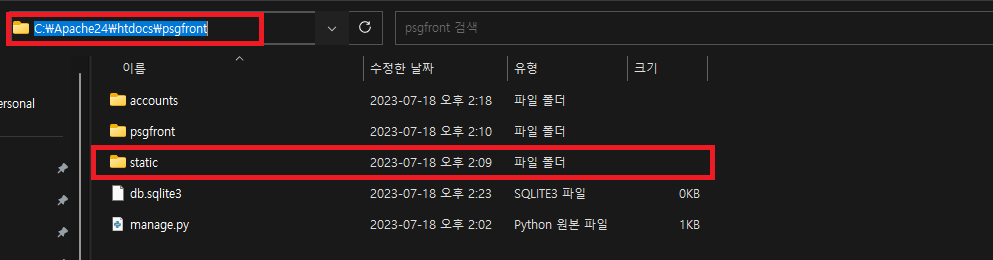 C:₩Apache24₩htdocs₩psgfront
psgfront 검색
이름 수정한 날짜 유형 크기
ersonal
accounts 2023-07-18 오후 2:18 파일 폴더
psgfront 2023-07-18 오후 2:10 파일 폴더
static 2023-07-18 오후 2:09 파일 폴더
db.sqlite3 2023-07-18 오후 2:23 SQLITE3 파일 0KB
manage.py 2023-07-18 오후 2:02 Python 원본 파일 1KB